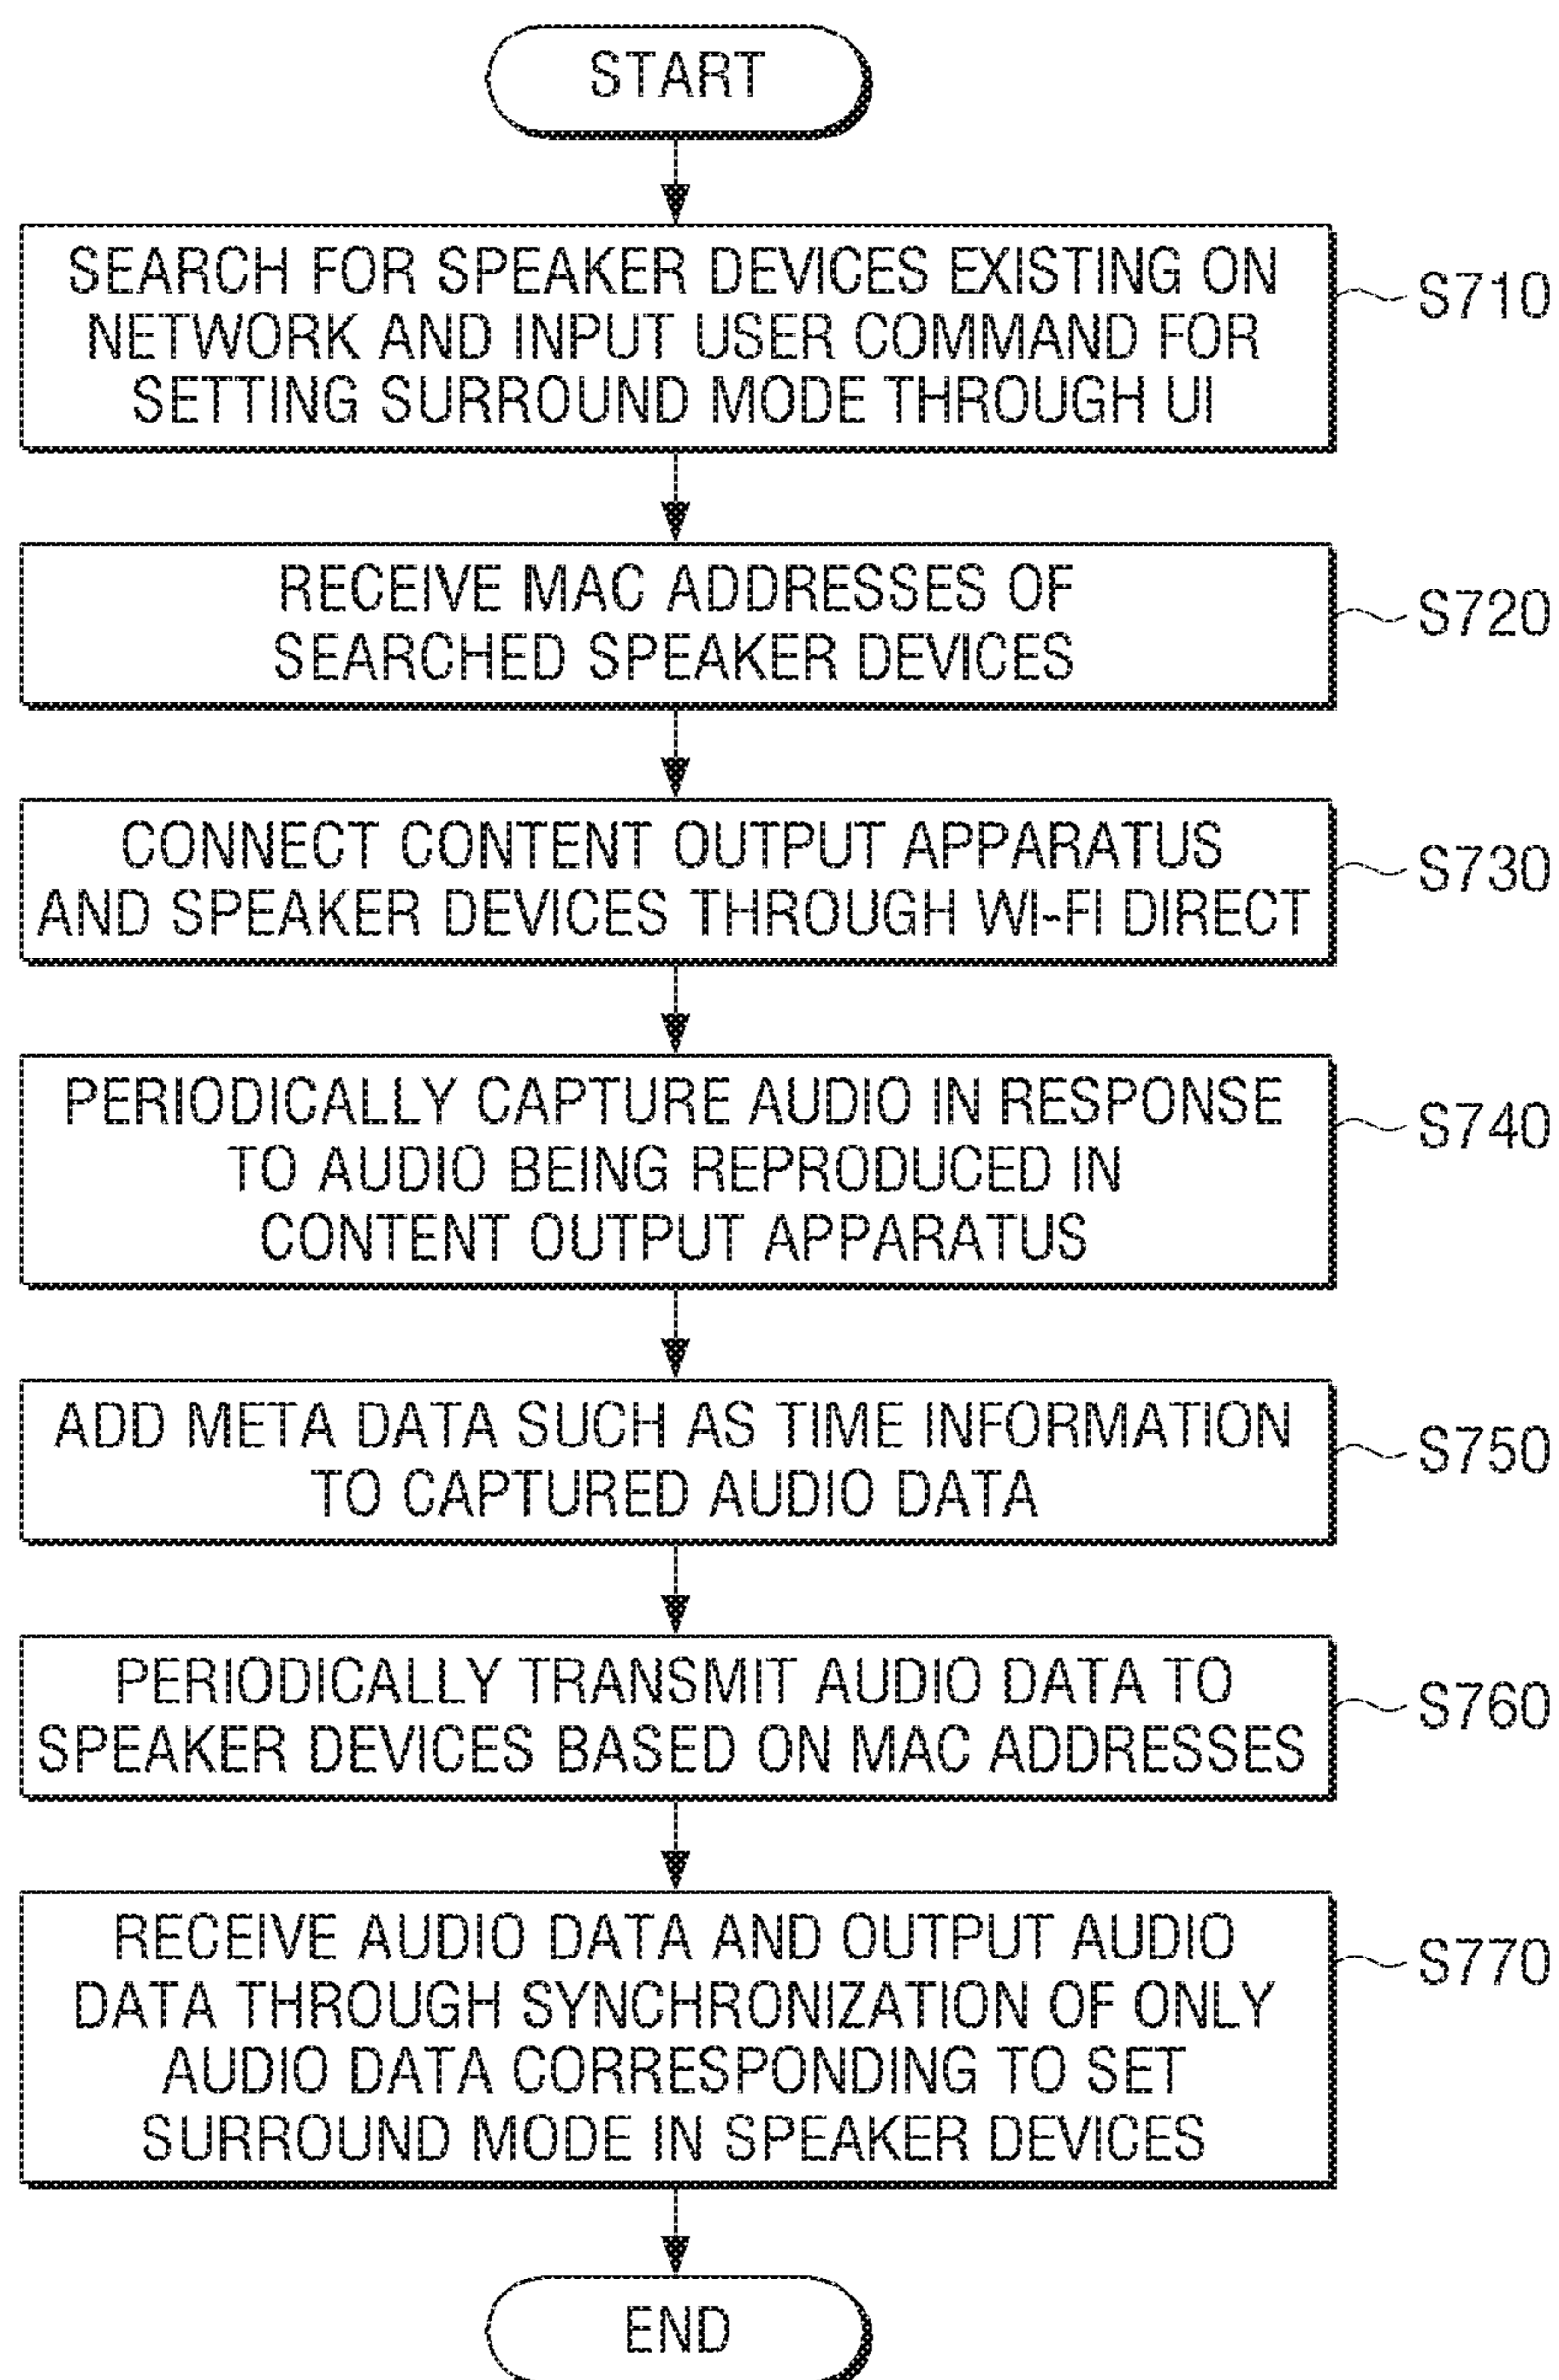 START
SEARCH FOR SPEAKER DEVICES EXISTING ON
NETWORK AND INPUT USER COMMAND FOR
SETTING SURROUND MODE THROUGH UI
S710
RECEIVE MAC ADDRESSES OF
SEARCHED SPEAKER DEVICES
S720
CONNECT CONTENT OUTPUT APPARATUS
AND SPEAKER DEVICES THROUGH WI-FI DIRECT
S730
PERIODICALLY CAPTURE AUDIO IN RESPONSE
TO AUDIO BEING REPRODUCED IN
CONTENT OUTPUT APPARATUS
S740
ADD META DATA SUCH AS TIME INFORMATION
TO CAPTURED AUDIO DATA
S750
PERIODICALLY TRANSMIT AUDIO DATA TO
SPEAKER DEVICES BASED ON MAC ADDRESSES
S760
RECEIVE AUDIO DATA AND OUTPUT AUDIO
DATA THROUGH SYNCHRONIZATION OF ONLY
AUDIO DATA CORRESPONDING TO SET
SURROUND MODE IN SPEAKER DEVICES
S770
END